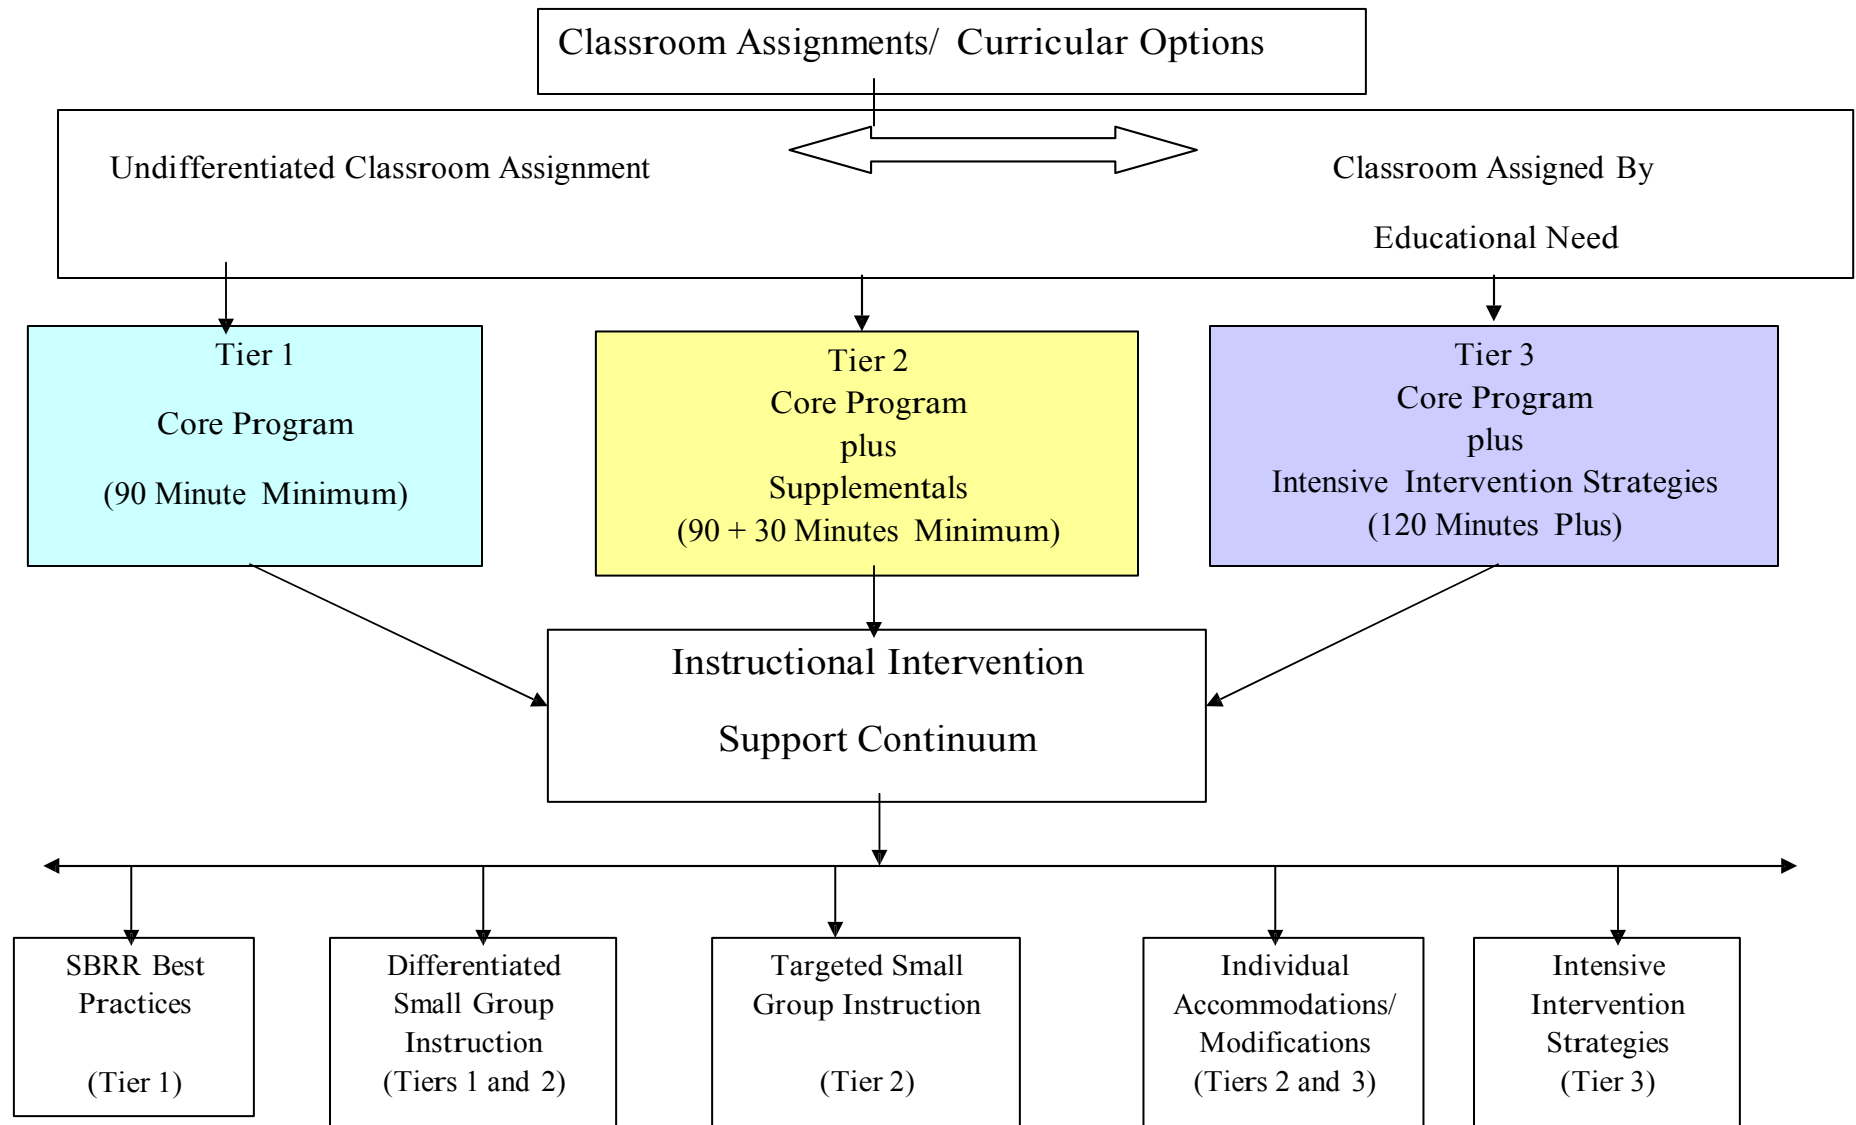 Classroom Assignments/ Curricular Options
Undifferentiated Classroom Assignment
Classroom Assigned By
Educational Need
Tier 1
Core Program
(90 Minute Minimum)
Tier 2
Core Program
plus
Supplementals
(90 + 30 Minutes Minimum)
Tier 3
Core Program
plus
Intensive Intervention Strategies
(120 Minutes Plus)
Instructional Intervention
Support Continuum
SBRR Best
Practices
(Tier 1)
Differentiated
Small Group
Instruction
(Tiers 1 and 2)
Targeted Small
Group Instruction
(Tier 2)
Individual
Accommodations/
Modifications
(Tiers 2 and 3)
Intensive
Intervention
Strategies
(Tier 3)